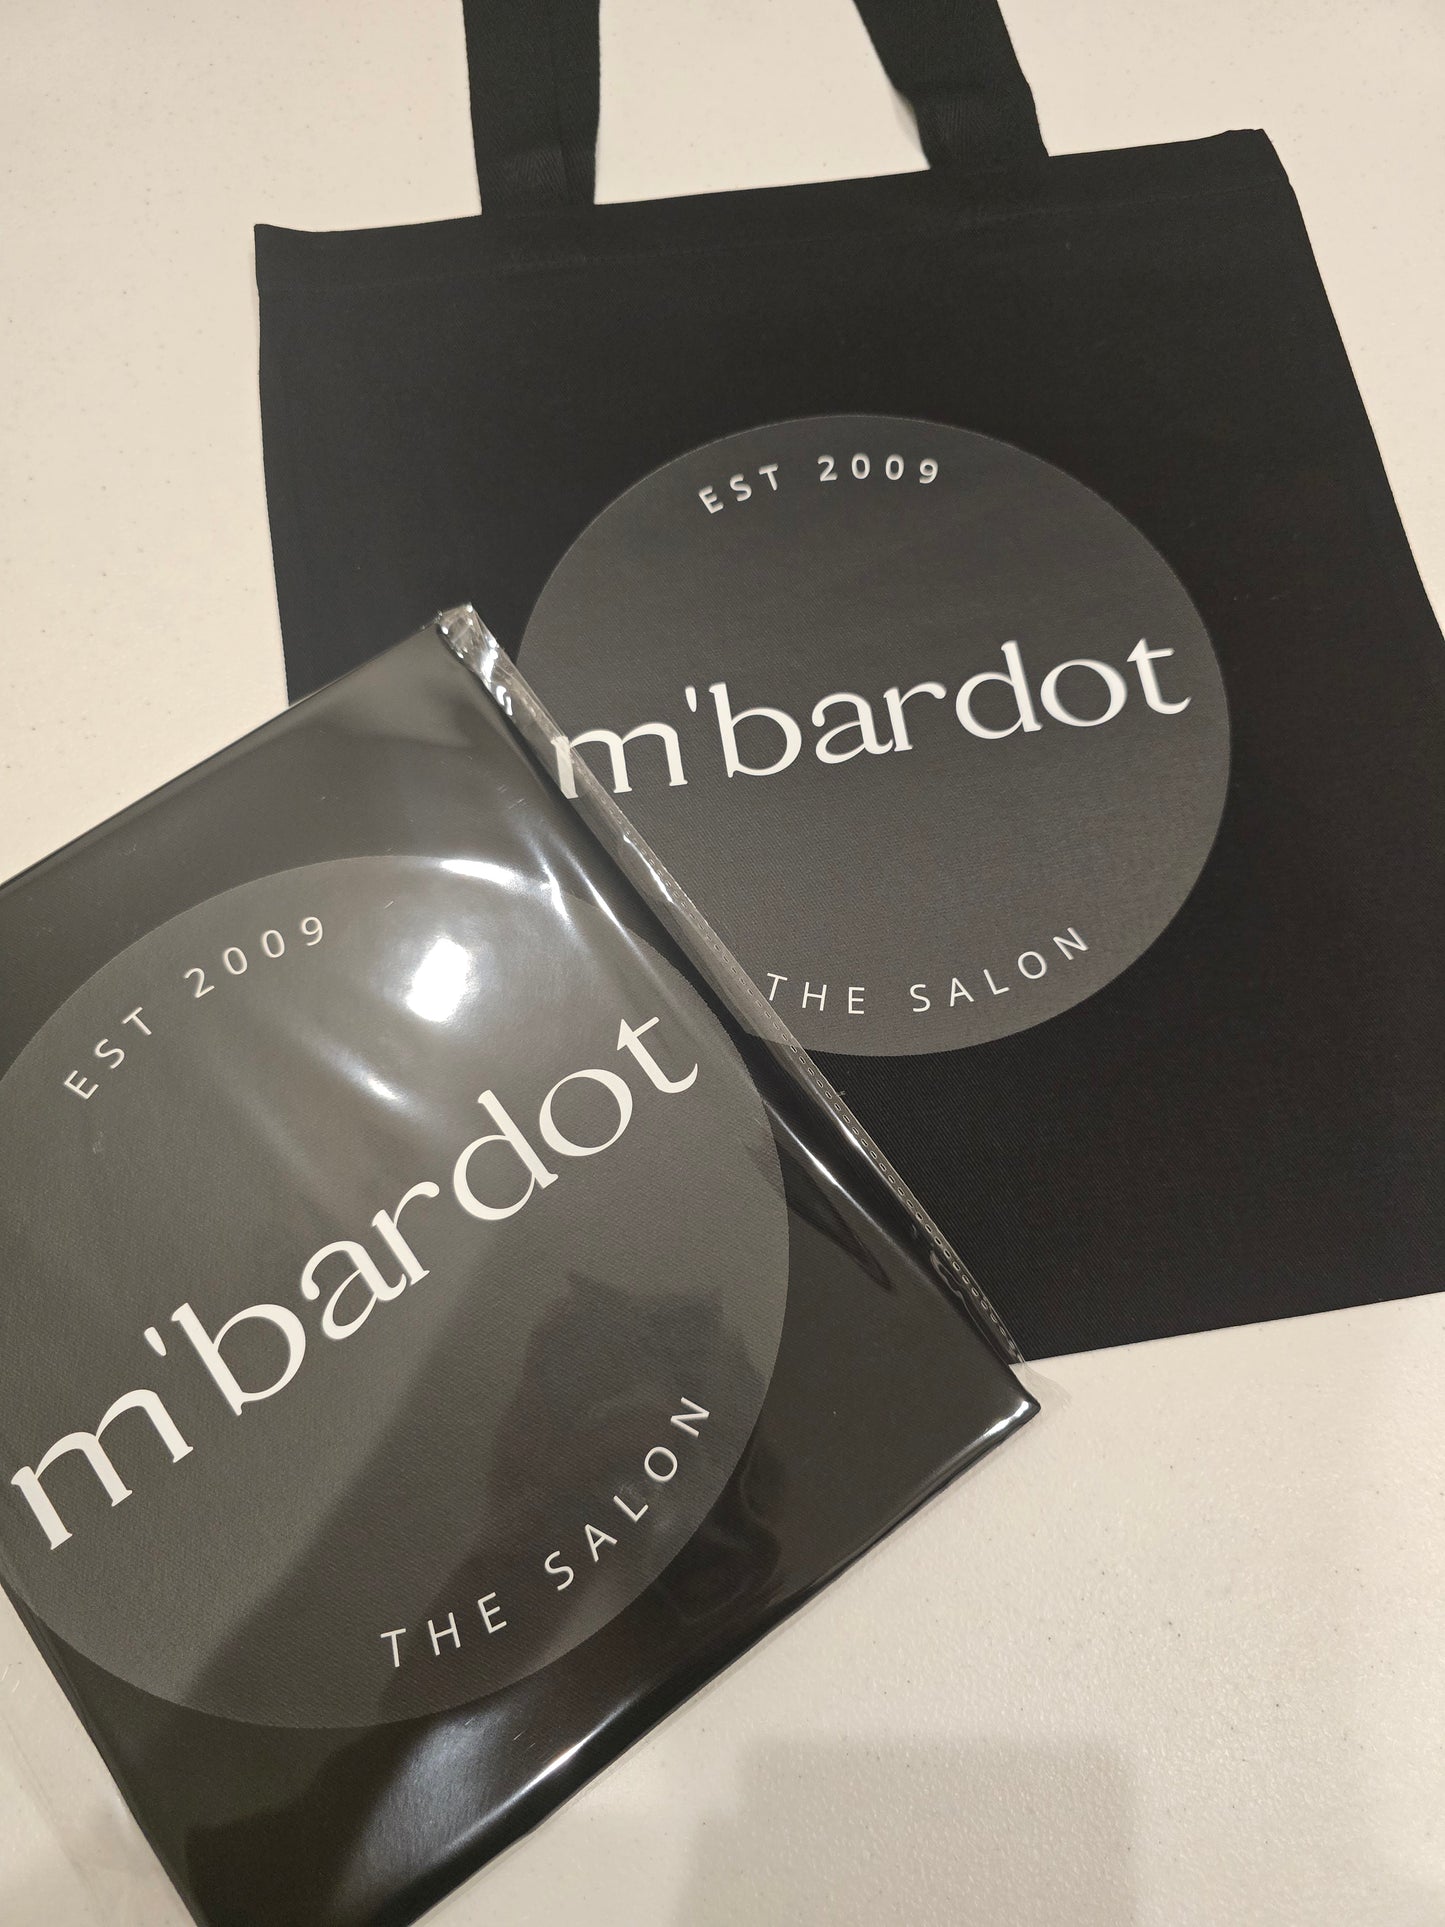 EST 2009
m'bardot
THE SALON
EST 2009
m'bardot
THE SALON